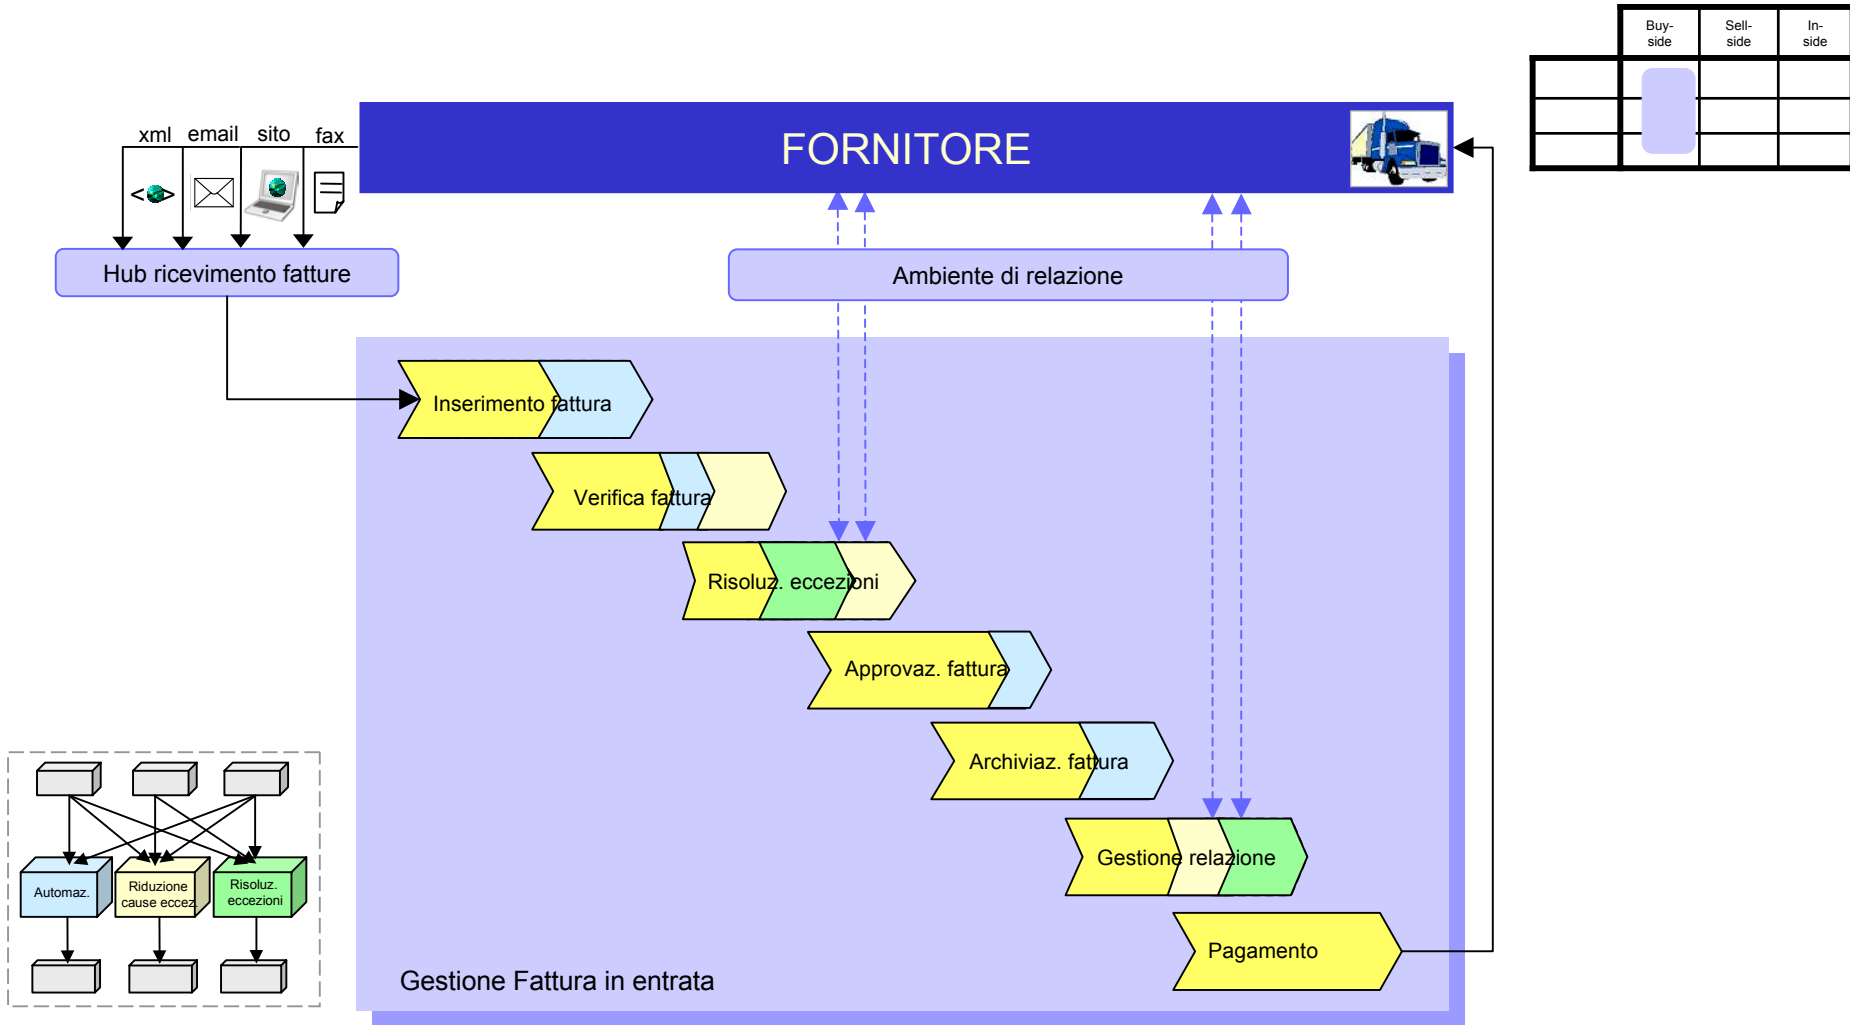 Buy-
side
Sell-
side
In-
side
FORNITORE
xml
email
sito
fax
Hub ricevimento fatture
Ambiente di relazione
Inserimento fattura
Verifica fattura
Risoluz. eccezioni
Approvaz. fattura
Archiviaz. fattura
Gestione relazione
Pagamento
Gestione Fattura in entrata
Automaz.
Riduzione
cause eccez.
Risoluz.
eccezioni